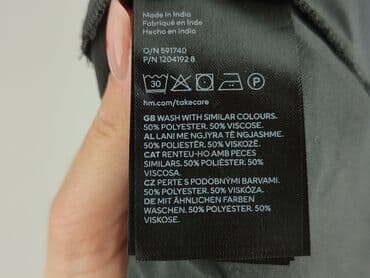 Made in India
Fabriqué en Inde
Hecho en India
O/N 591740
P/N 1204192 8
30
P
hm.com/takecare
GB WASH WITH SIMILAR COLOURS.
50% POLYESTER. 50% VISCOSE.
AL LANI ME NGJYRA TË NGJASHME.
50% POLIESTËR. 50% VISKOZË.
CAT RENTEU-HO AMB PECES
SIMILARS. 50% POLIÈSTER. 50%
VISCOSA.
CZ PERTE S PODOBNÝMI BARVAMI.
50% POLYESTER. 50% VISKÓZA.
DE MIT ÄHNLICHEN FARBEN
WASCHEN. 50% POLYESTER. 50%
VISKOSE.